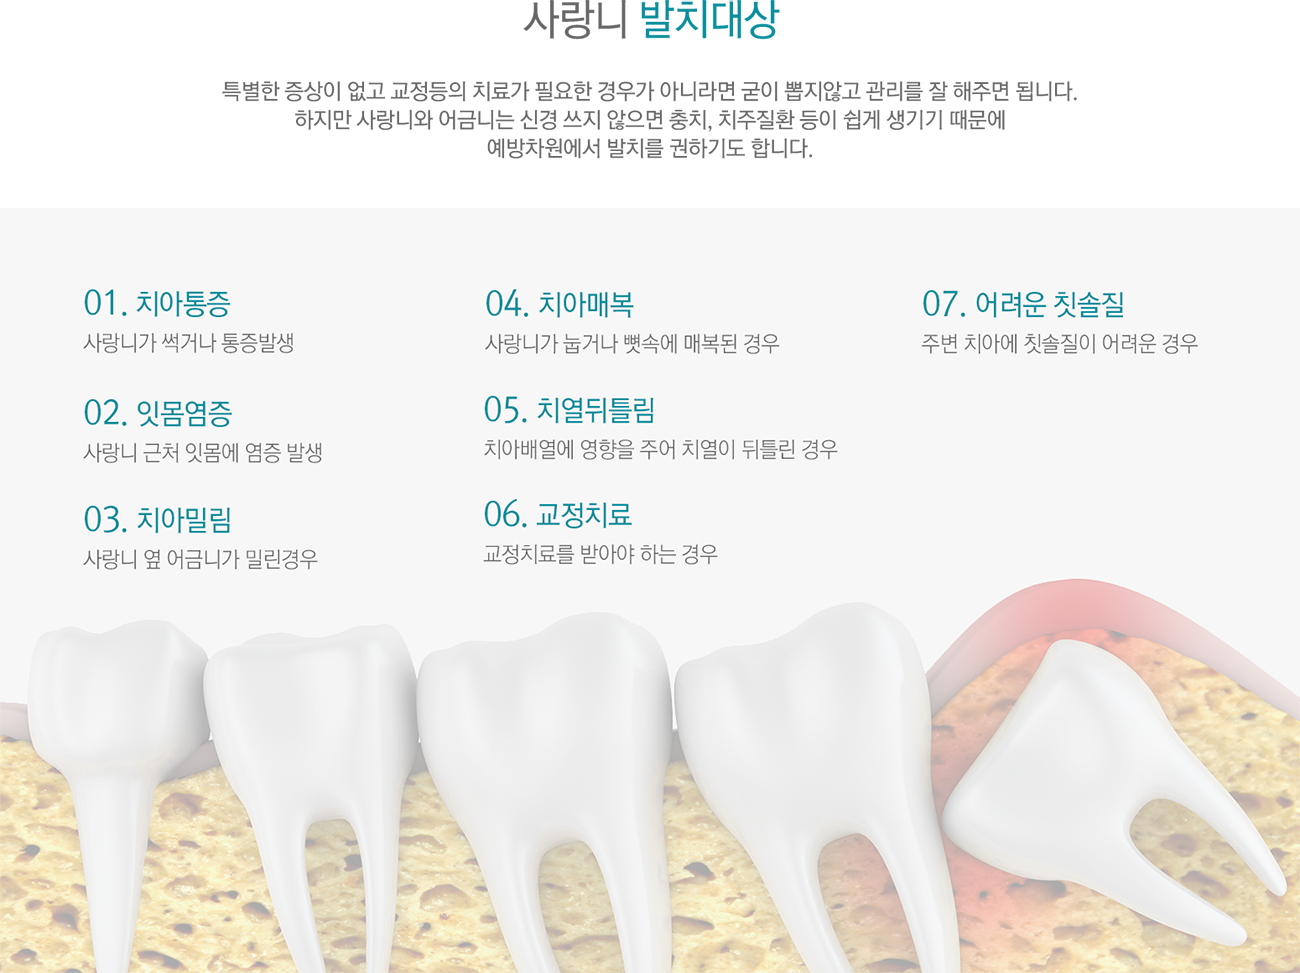 사랑니 발치대상
특별한 증상이 없고 교정등의 치료가 필요한 경우가 아니라면 굳이 뽑지않고 관리를 잘 해주면 됩니다.
하지만 사랑니와 어금니는 신경 쓰지 않으면 충치, 치주질환 등이 쉽게 생기기 때문에
예방차원에서 발치를 권하기도 합니다.
01. 치아통증
사랑니가 썩거나 통증발생
02. 잇몸염증
사랑니 근처 잇몸에 염증 발생
03. 치아밀림
사랑니 옆 어금니가 밀린경우
04. 치아매복
사랑니가 눕거나 뼛속에 매복된 경우
05. 치열뒤틀림
치아배열에 영향을 주어 치열이 뒤틀린 경우
06. 교정치료
교정치료를 받아야 하는 경우
07. 어려운 칫솔질
주변 치아에 칫솔질이 어려운 경우